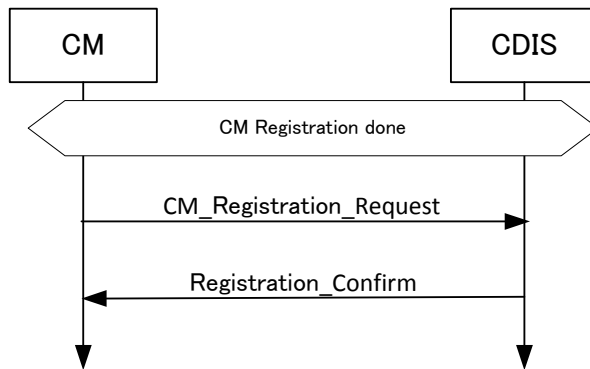 CM
CDIS
CM Registration done
CM_Registration_Request
Registration_Confirm